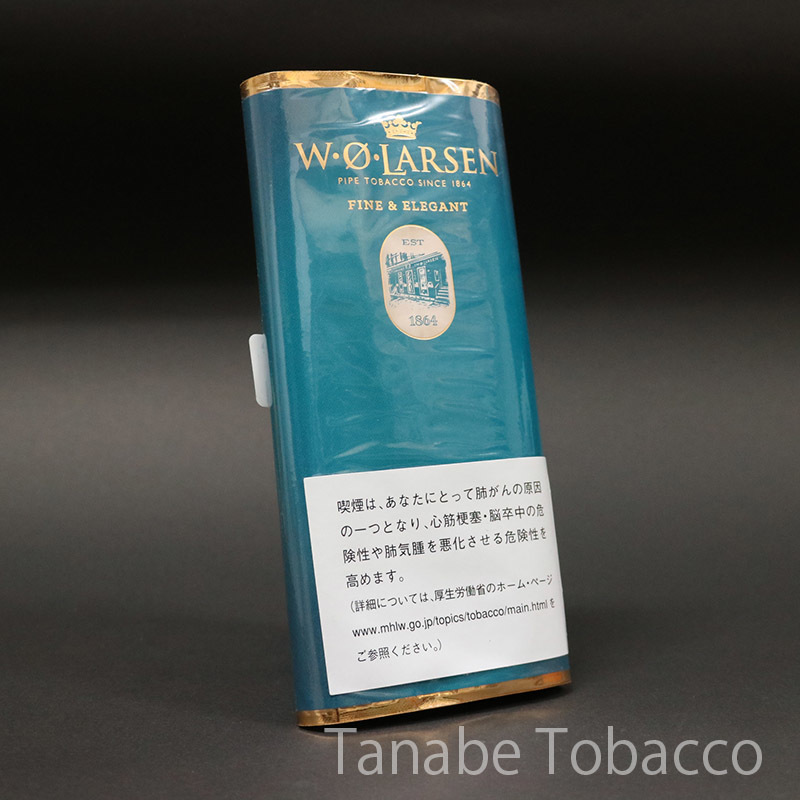 W·Ø·LARSEN
PIPE TOBACCO SINCE 1864
FINE & ELEGANT
EST
1864
喫煙は、あなたにとって肺がんの原因
の一つとなり、心筋梗塞・脳卒中の危
険性や肺気腫を悪化させる危険性を
高めます。
(詳細については、厚生労働省のホーム・ページ
www.mhlw.go.jp/topics/tobacco/main.html を
ご参照ください。)
Tanabe Tobacco